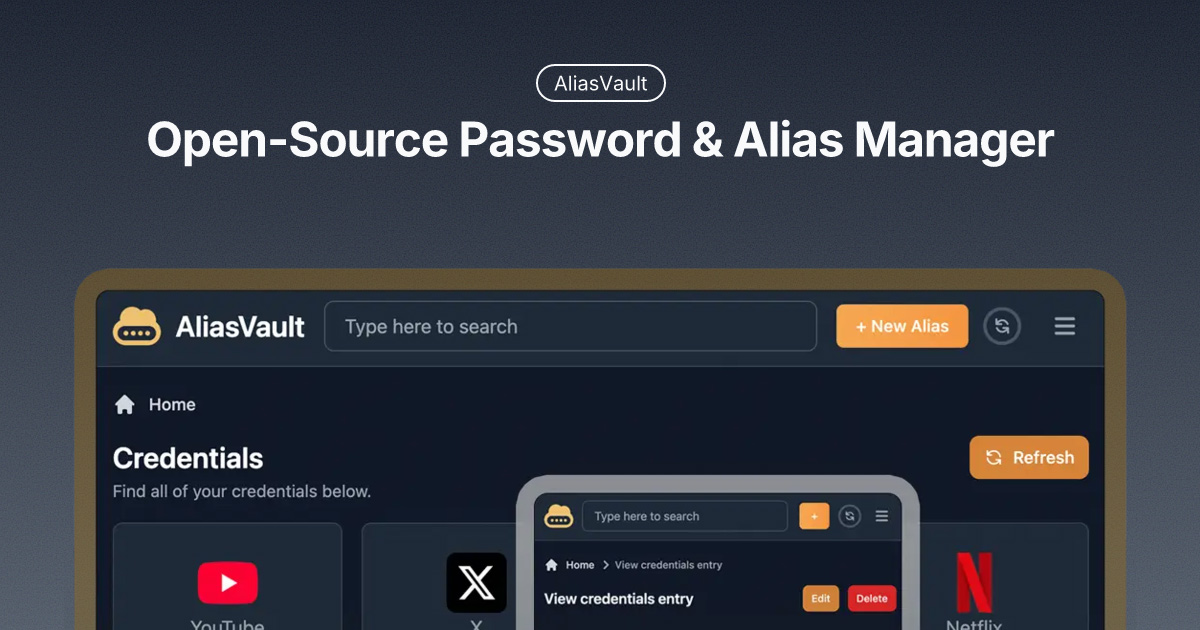 AliasVault
Open-Source Password & Alias Manager
AliasVault
Type here to search
+ New Alias
Home
Credentials
Find all of your credentials below.
Refresh
YouTube
X
Netflix
Type here to search
+
Home > View credentials entry
View credentials entry
Edit
Delete